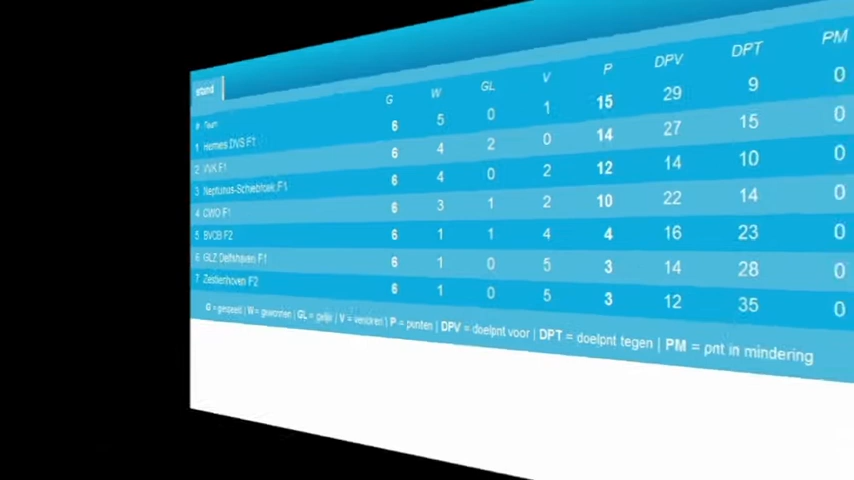 stand
# Team G W GL V P DPV DPT PM
1 Hermes DVS F1 6 5 0 1 15 29 9 0
2 VVK F1 6 4 2 0 14 27 15 0
3 Neptunus-Schiebroek F1 6 4 0 2 12 14 10 0
4 CWO F1 6 3 1 2 10 22 14 0
5 BVCB F2 6 1 1 4 4 16 23 0
6 GLZ Delfshaven F1 6 1 0 5 3 14 28 0
7 Zestienhoven F2 6 1 0 5 3 12 35 0
G = gespeeld | W = gewonnen | GL = gelijk | V = verloren | P = punten | DPV = doelpnt voor | DPT = doelpnt tegen | PM = pnt in mindering